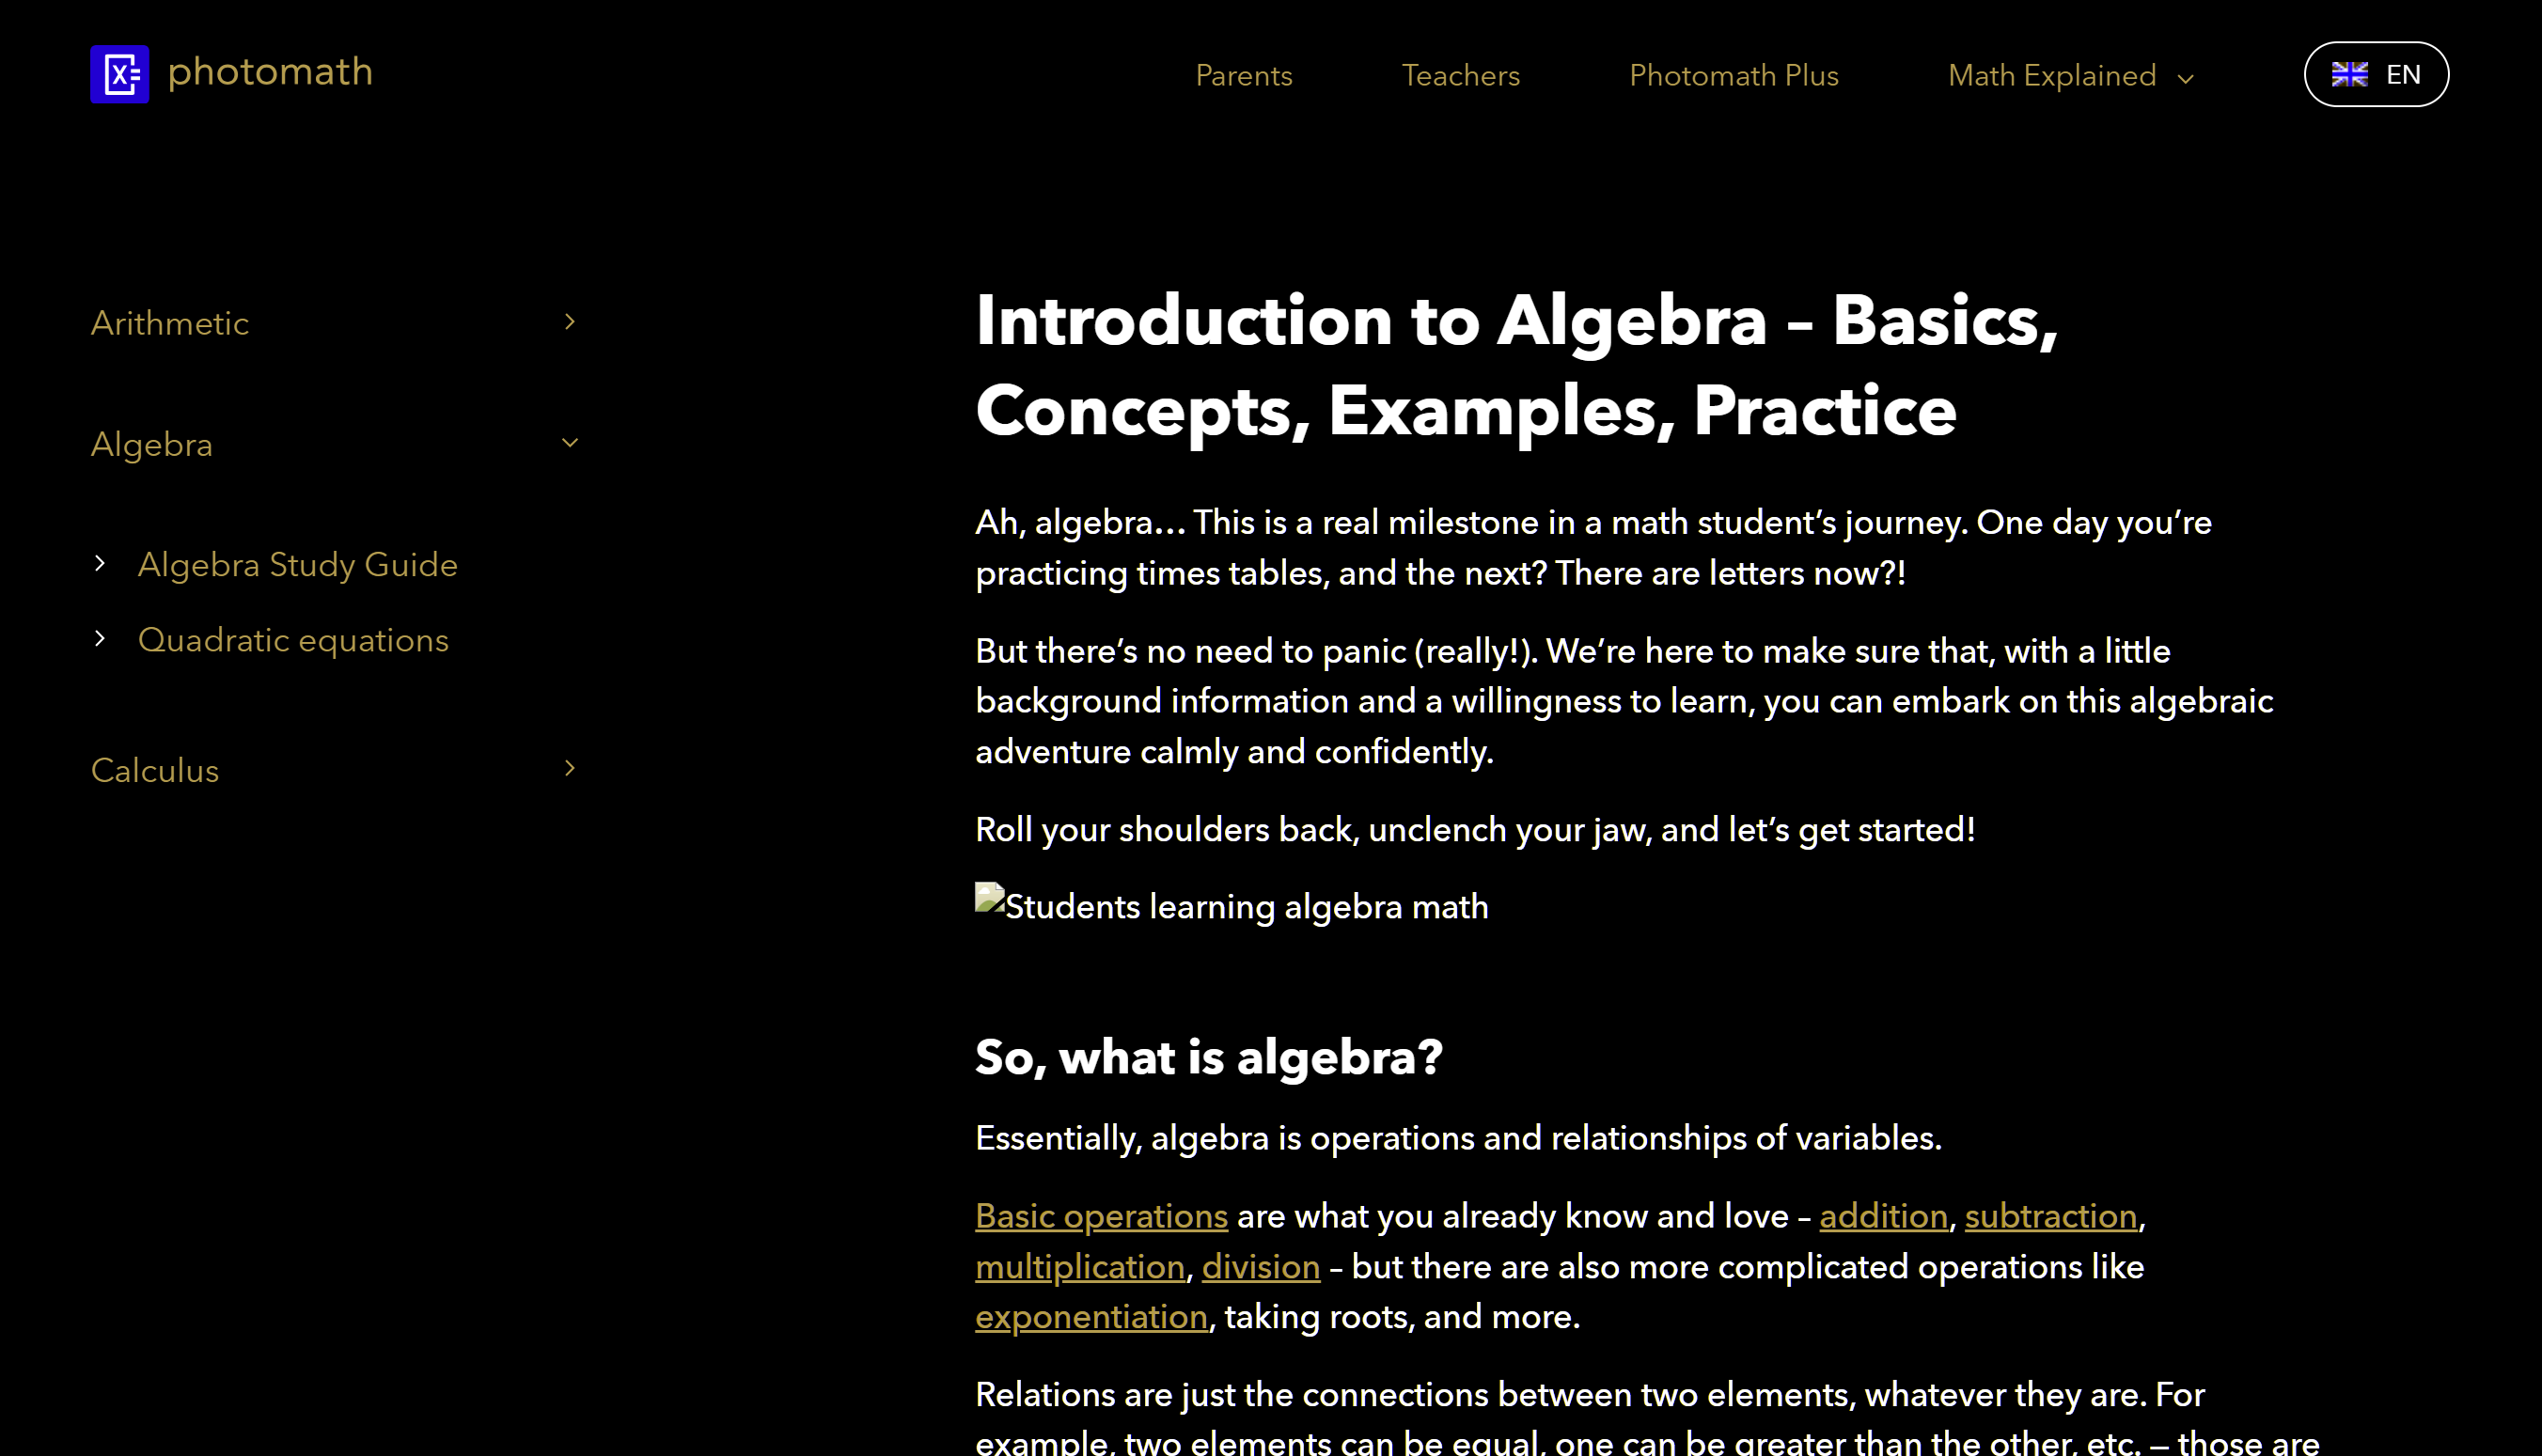 photomath
Parents
Teachers
Photomath Plus
Math Explained
EN
Arithmetic
Algebra
Algebra Study Guide
Quadratic equations
Calculus
Introduction to Algebra – Basics,
Concepts, Examples, Practice
Ah, algebra… This is a real milestone in a math student’s journey. One day you’re
practicing times tables, and the next? There are letters now?!
But there’s no need to panic (really!). We’re here to make sure that, with a little
background information and a willingness to learn, you can embark on this algebraic
adventure calmly and confidently.
Roll your shoulders back, unclench your jaw, and let’s get started!
Students learning algebra math
So, what is algebra?
Essentially, algebra is operations and relationships of variables.
Basic operations are what you already know and love – addition, subtraction,
multiplication, division – but there are also more complicated operations like
exponentiation, taking roots, and more.
Relations are just the connections between two elements, whatever they are. For
example, two elements can be equal, one can be greater than the other, etc. — those are